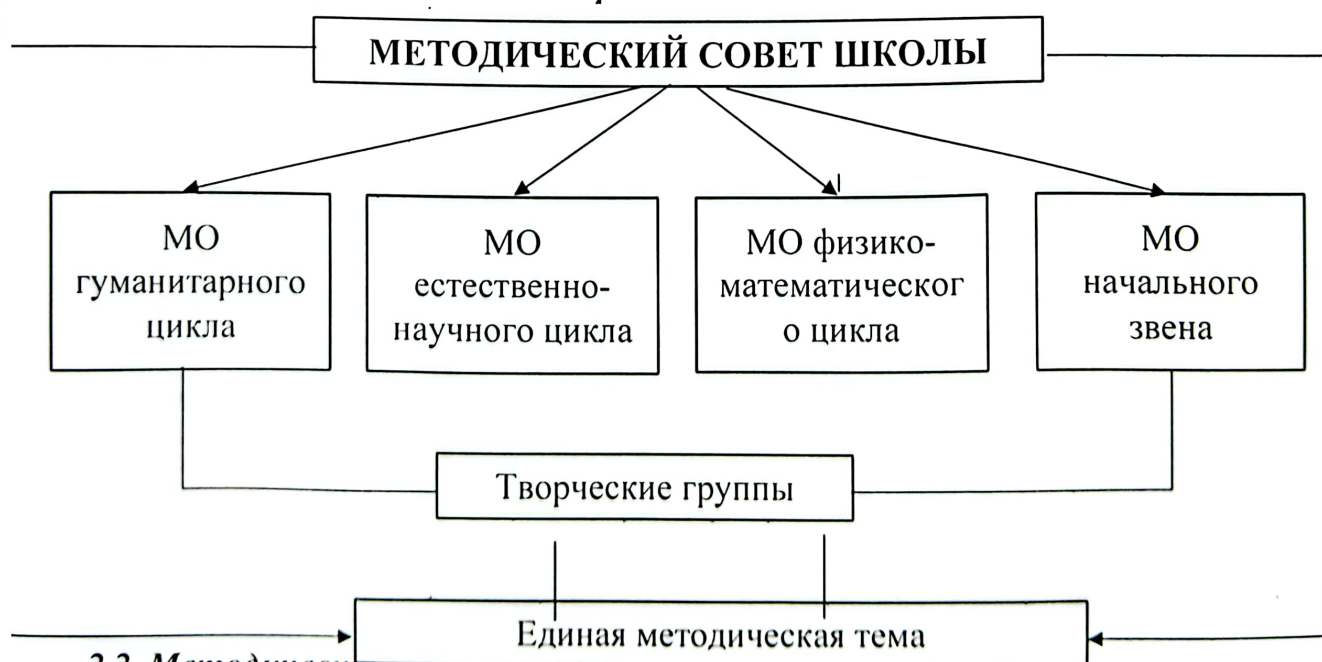 МЕТОДИЧЕСКИЙ СОВЕТ ШКОЛЫ
МО
гуманитарного
цикла
МО
естественно-
научного цикла
МО физико-
математическог
о цикла
МО
начального
звена
Творческие группы
Единая методическая тема